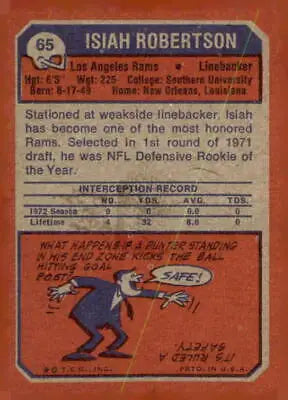 65
ISIAH ROBERTSON
Los Angeles Rams • Linebacker
Hgt: 6'3" Wgt: 225 College: Southern University
Born: 8-17-49 Home: New Orleans, Louisiana
Stationed at weakside linebacker, Isiah
has become one of the most honored
Rams. Selected in 1st round of 1971
draft, he was NFL Defensive Rookie of
the Year.
INTERCEPTION RECORD
NO. YDS. AVG. TDS.
1972 Season 0 0 0.0 0
Lifetime 4 32 8.0 0
WHAT HAPPENS IF A PUNTER STANDING
IN HIS END ZONE KICKS THE BALL
HITTING GOAL
POSTS?
SAFE!
IT'S RULED A
SAFETY
© T.C.G., INC.
PRTD. IN U.S.A.